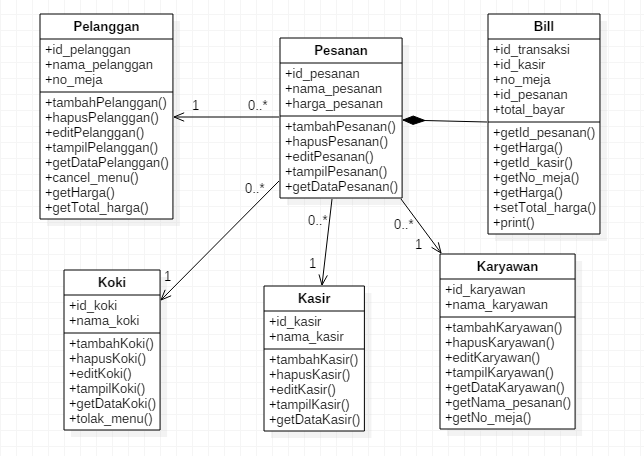 Pelanggan
+id_pelanggan
+nama_pelanggan
+no_meja
+tambahPelanggan()
+hapusPelanggan()
+editPelanggan()
+tampilPelanggan()
+getDataPelanggan()
+cancel_menu()
+getHarga()
+getTotal_harga()
1
0..*
Pesanan
+id_pesanan
+nama_pesanan
+harga_pesanan
+tambahPesanan()
+hapusPesanan()
+editPesanan()
+tampilPesanan()
+getDataPesanan()
Bill
+id_transaksi
+id_kasir
+no_meja
+id_pesanan
+total_bayar
+getId_pesanan()
+getHarga()
+getId_kasir()
+getNo_meja()
+getHarga()
+setTotal_harga()
+print()
0..*
1
0..*
1
0..*
1
Koki
+id_koki
+nama_koki
+tambahKoki()
+hapusKoki()
+editKoki()
+tampilKoki()
+getDataKoki()
+tolak_menu()
Kasir
+id_kasir
+nama_kasir
+tambahKasir()
+hapusKasir()
+editKasir()
+tampilKasir()
+getDataKasir()
Karyawan
+id_karyawan
+nama_karyawan
+tambahKaryawan()
+hapusKaryawan()
+editKaryawan()
+tampilKaryawan()
+getDataKaryawan()
+getNama_pesanan()
+getNo_meja()